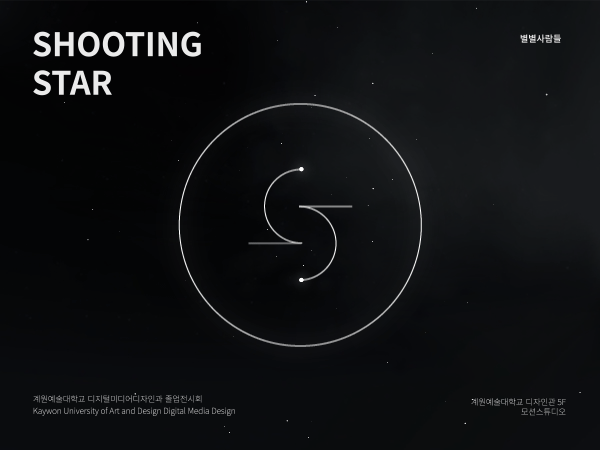 SHOOTING
STAR
별별사람들
계원예술대학교 디지털미디어디자인과 졸업전시회
Kaywon University of Art and Design Digital Media Design
계원예술대학교 디자인관 5F
모션스튜디오